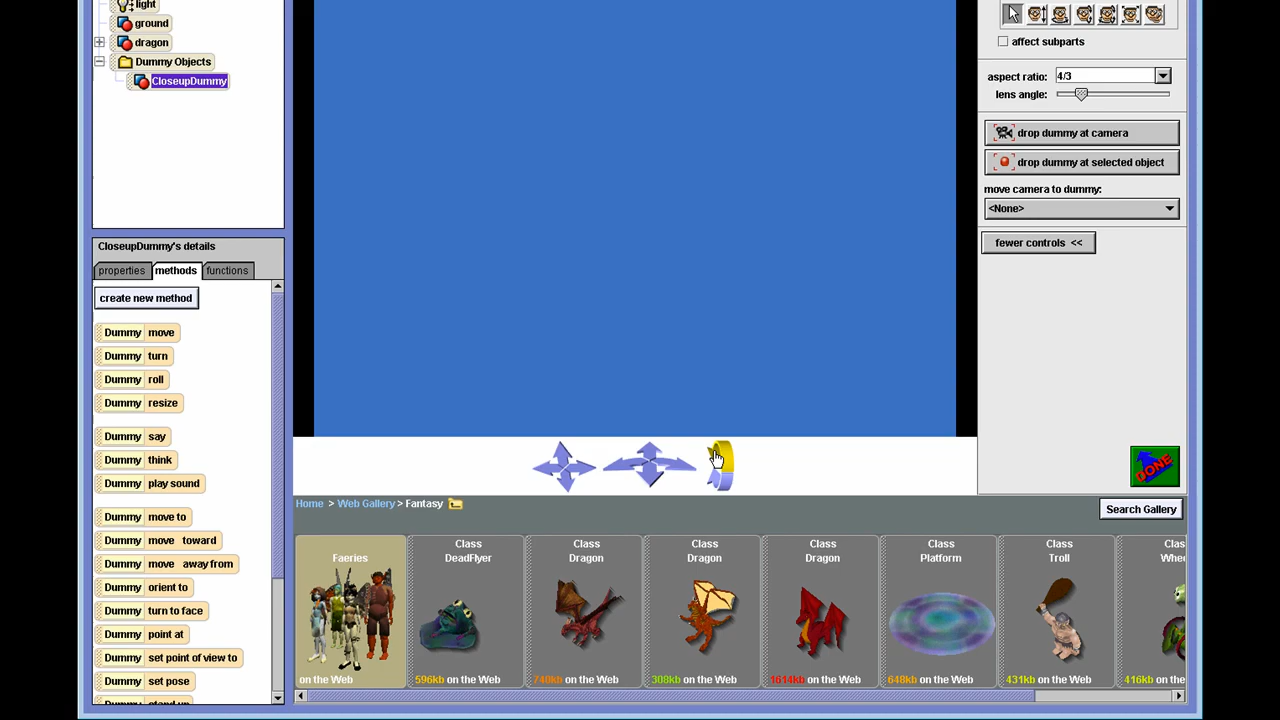 light
ground
dragon
Dummy Objects
CloseupDummy
affect subparts
aspect ratio: 4/3
lens angle:
drop dummy at camera
drop dummy at selected object
move camera to dummy:
<None>
fewer controls <<
CloseupDummy's details
properties methods functions
create new method
Dummy move
Dummy turn
Dummy roll
Dummy resize
Dummy say
Dummy think
Dummy play sound
Dummy move to
Dummy move toward
Dummy move away from
Dummy orient to
Dummy turn to face
Dummy point at
Dummy set point of view to
Dummy set pose
DONE
Home > Web Gallery > Fantasy
Search Gallery
Faeries
on the Web
Class
DeadFlyer
596kb on the Web
Class
Dragon
740kb on the Web
Class
Dragon
308kb on the Web
Class
Dragon
1614kb on the Web
Class
Platform
648kb on the Web
Class
Troll
431kb on the Web
Clas
Whe
416kb on the